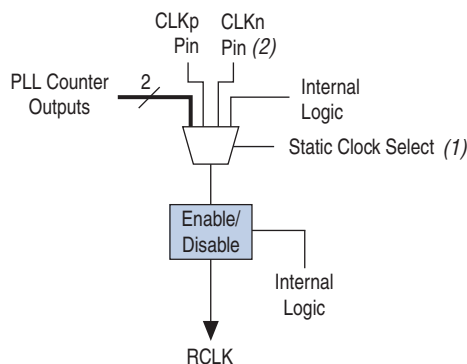 CLKp
Pin
CLKn
Pin (2)
PLL Counter
Outputs
2
Internal
Logic
Static Clock Select (1)
Enable/
Disable
Internal
Logic
RCLK